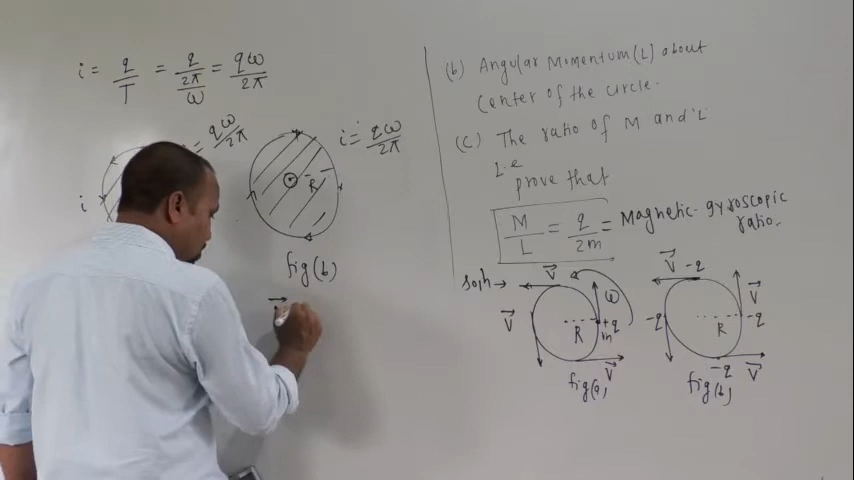 i = q/T = q/(2π/ω) = qω/2π
= qω/2π
i = qω/2π
i
R
fig(b)
(b) Angular Momentum(L) about
center of the circle.
(c) The ratio of M and L
i.e
prove that
M/L = q/2m = Magnetic-gyroscopic
ratio.
Soln→
V⃗
V⃗
ω
R
+q
m
V⃗
fig(a)
V⃗
-q
V⃗
-q
R
-q
-q
V⃗
fig(b)